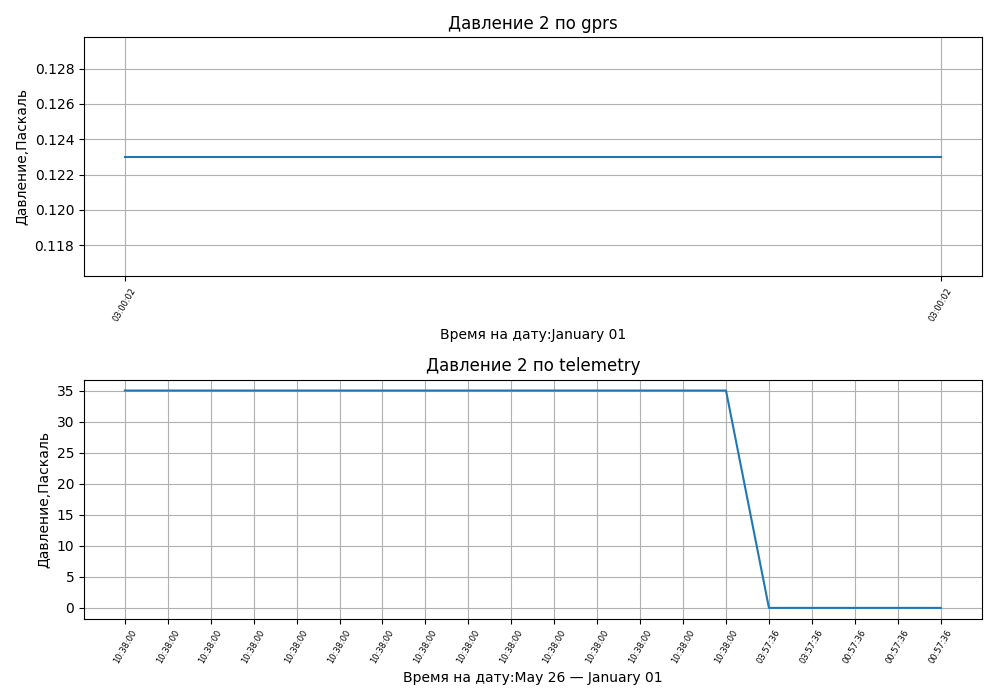 Давление 2 по gprs
Давление,Паскаль
0.128
0.126
0.124
0.122
0.120
0.118
03:00:02 03:00:02
Время на дату:January 01
Давление 2 по telemetry
Давление,Паскаль
35
30
25
20
15
10
5
0
10:38:00 10:38:00 10:38:00 10:38:00 10:38:00 10:38:00 10:38:00 10:38:00 10:38:00 10:38:00 10:38:00 10:38:00 10:38:00 10:38:00 10:38:00 03:57:36 03:57:36 00:57:36 00:57:36 00:57:36
Время на дату:May 26 — January 01